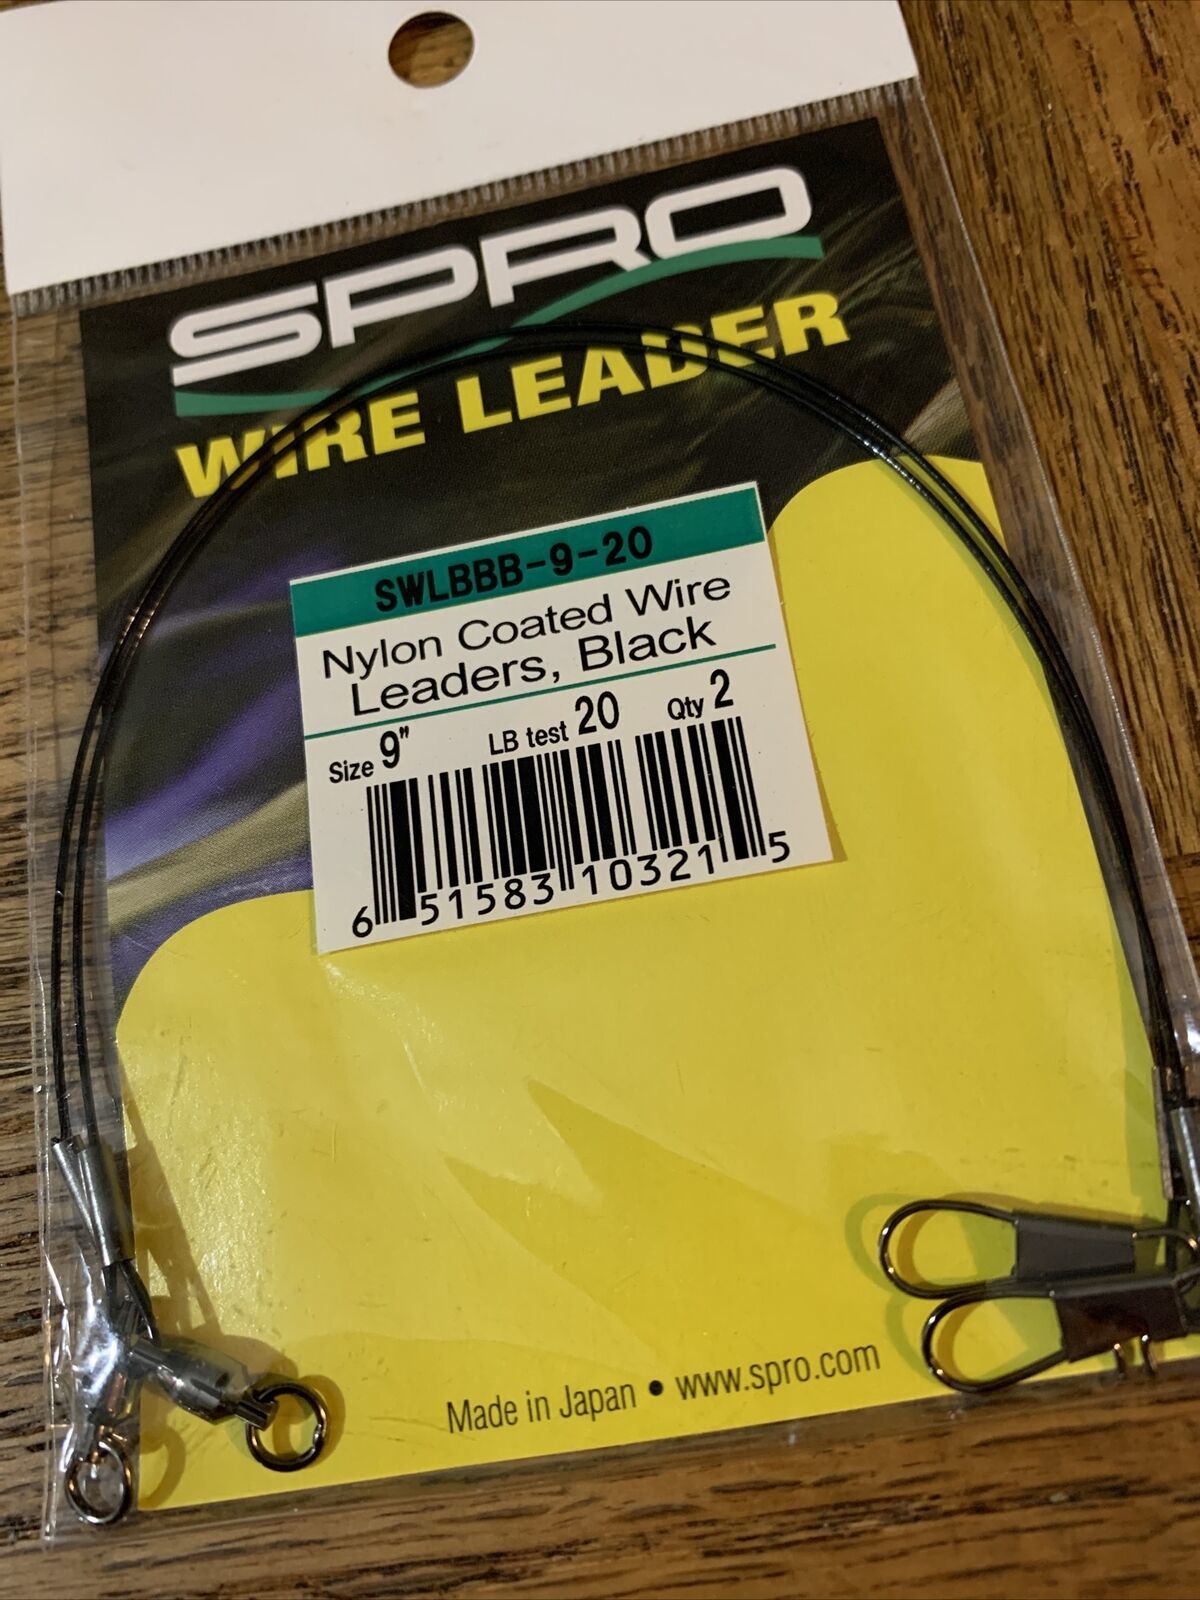 SPRO
WIRE LEADER
SWLBBB-9-20
Nylon Coated Wire
Leaders, Black
Size 9" LB test 20 Qty 2
6 51583 10321 5
Made in Japan • www.spro.com